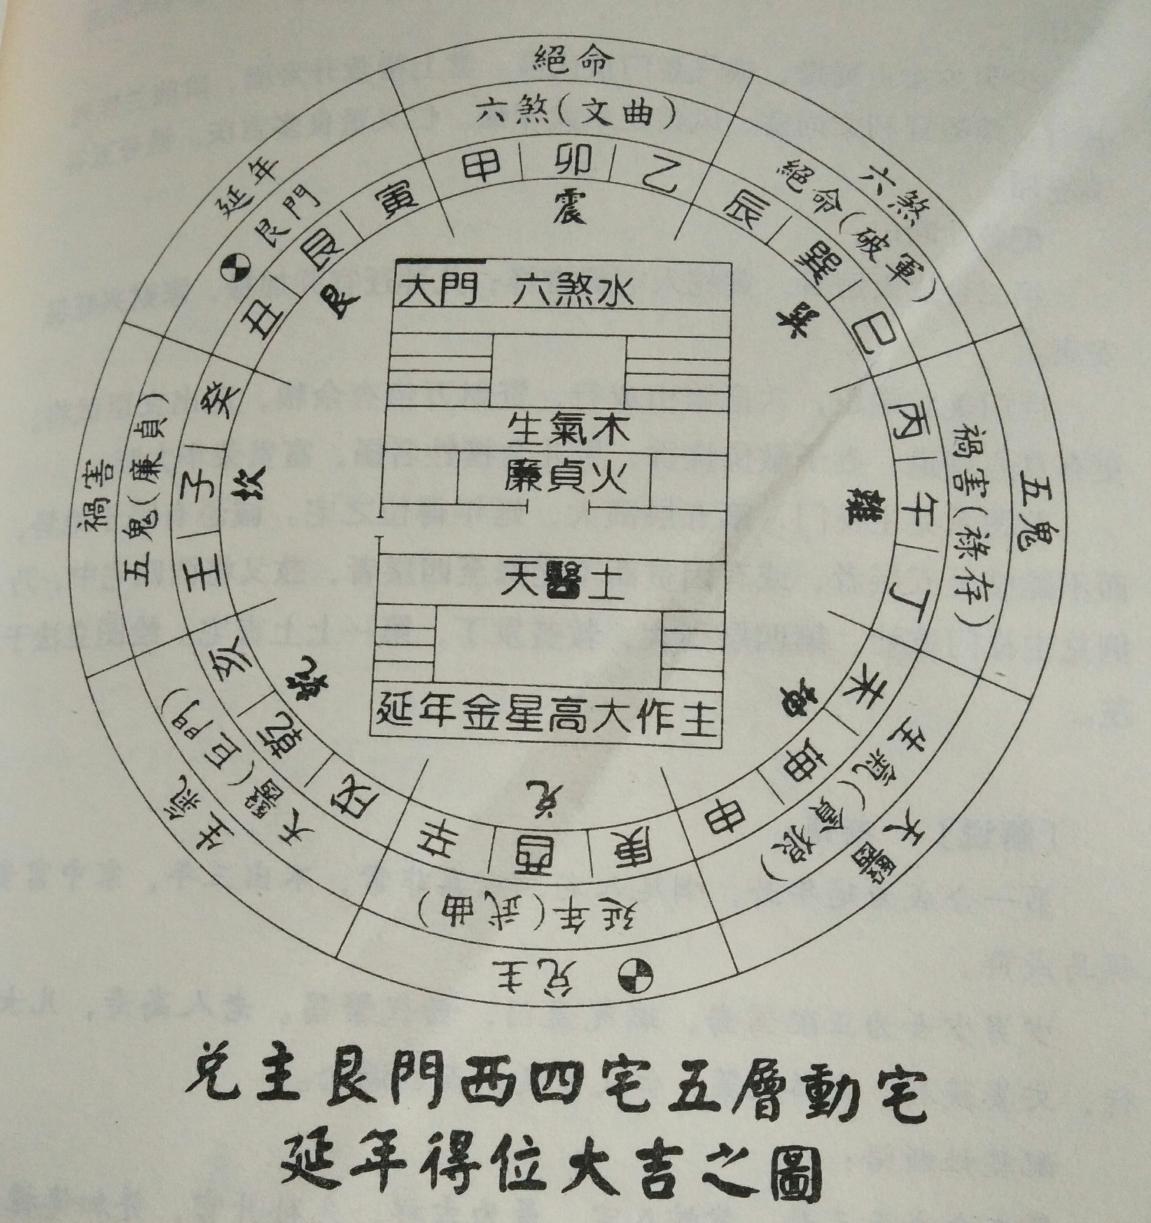 絕命
六煞(文曲)
甲 卯 乙
震
六煞
絕命(破軍)
辰 巽 巳
巽
五鬼
禍害(祿存)
丙 午 丁
離
天醫
生氣(貪狼)
未 坤 申
坤
兌主
延年(武曲)
庚 酉 辛
兌
生氣
天醫(巨門)
戌 乾 亥
乾
禍害
五鬼(廉貞)
壬 子 癸
坎
延年
艮門
丑 艮 寅
艮
大門 六煞水
生氣木
廉貞火
天醫土
延年金星高大作主
兌主艮門西四宅五層動宅
延年得位大吉之圖